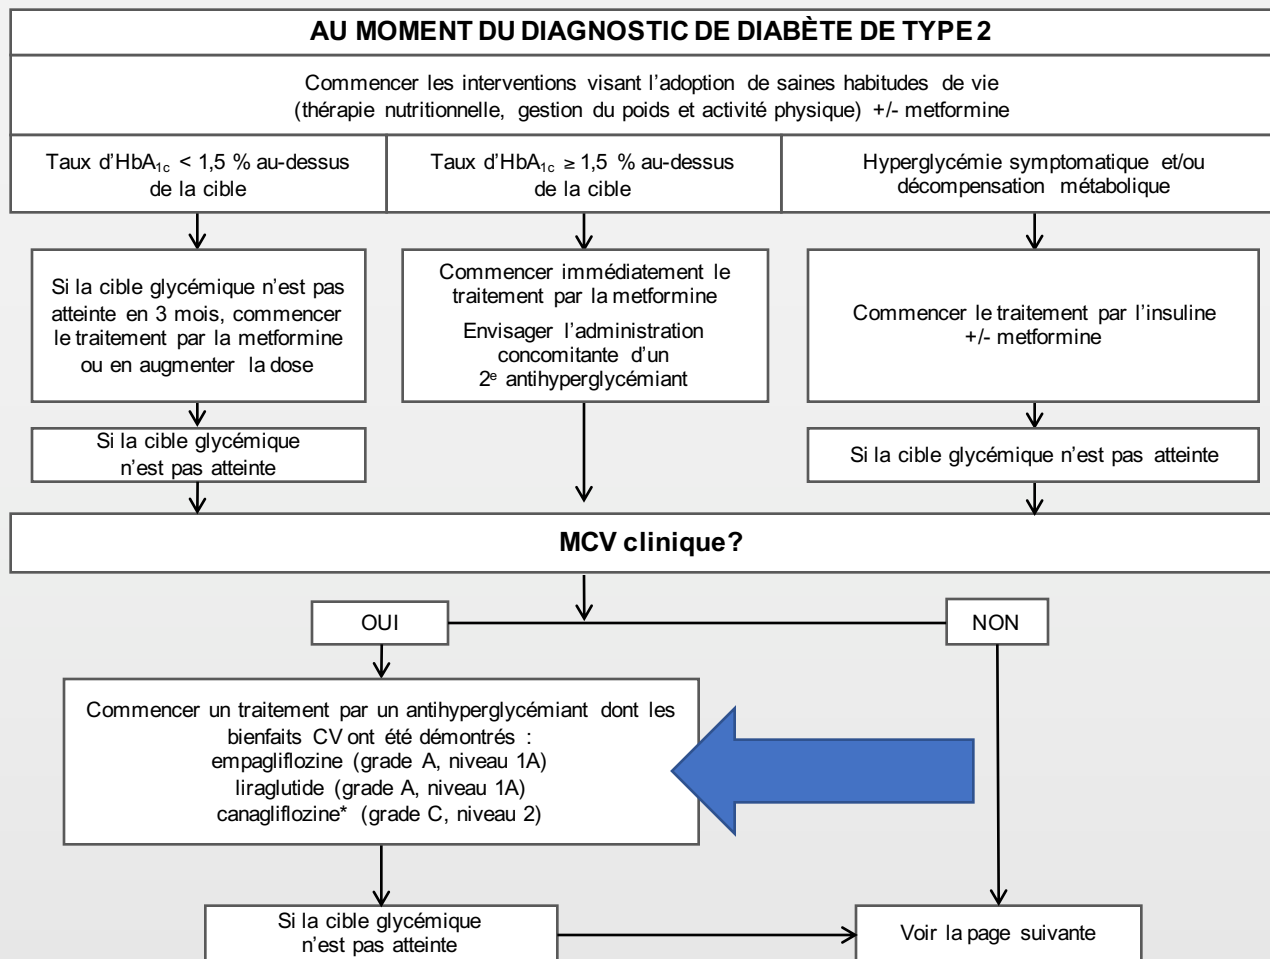 AU MOMENT DU DIAGNOSTIC DE DIABÈTE DE TYPE 2
Commencer les interventions visant l’adoption de saines habitudes de vie
(thérapie nutritionnelle, gestion du poids et activité physique) +/- metformine
Taux d’HbA1c < 1,5 % au-dessus
de la cible
Taux d’HbA1c ≥ 1,5 % au-dessus
de la cible
Hyperglycémie symptomatique et/ou
décompensation métabolique
Si la cible glycémique n’est pas
atteinte en 3 mois, commencer
le traitement par la metformine
ou en augmenter la dose
Commencer immédiatement le
traitement par la metformine
Envisager l’administration
concomitante d’un
2e antihyperglycémiant
Commencer le traitement par l’insuline
+/- metformine
Si la cible glycémique
n’est pas atteinte
Si la cible glycémique n’est pas atteinte
MCV clinique?
OUI
NON
Commencer un traitement par un antihyperglycémiant dont les
bienfaits CV ont été démontrés :
empagliflozine (grade A, niveau 1A)
liraglutide (grade A, niveau 1A)
canagliflozine* (grade C, niveau 2)
Si la cible glycémique
n’est pas atteinte
Voir la page suivante